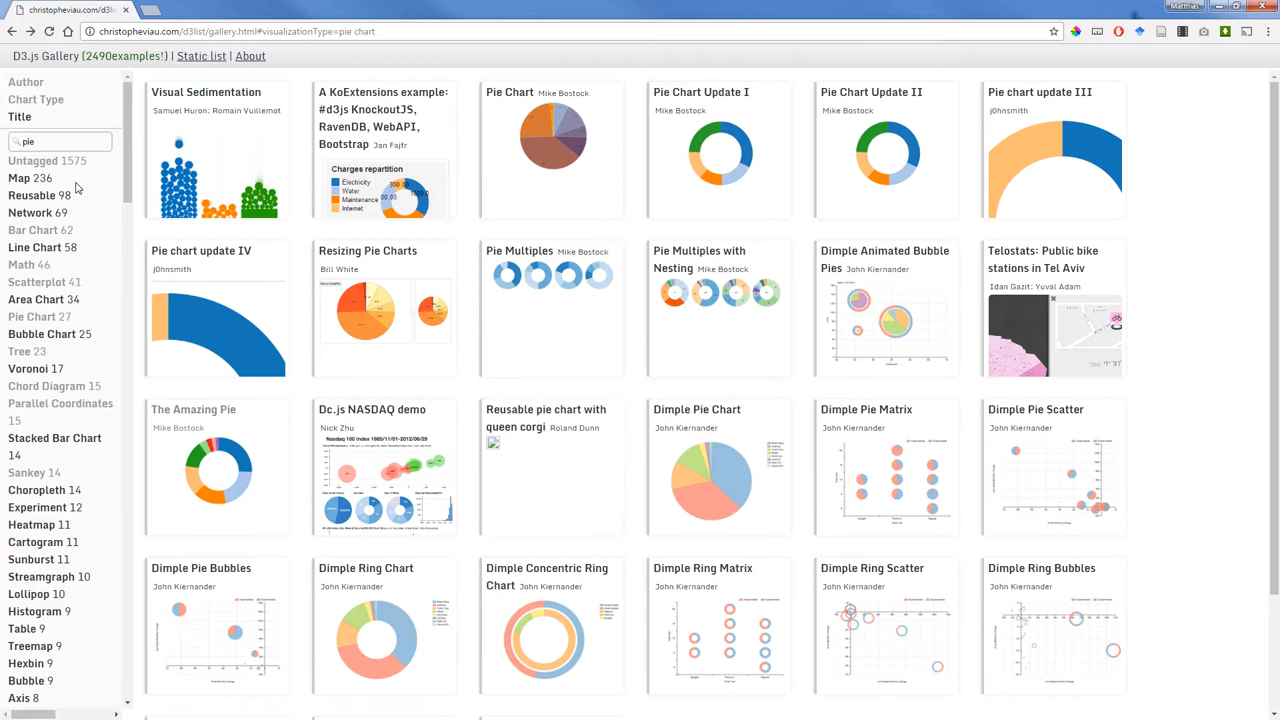 christopheviau.com/d3li
Matthias
christopheviau.com/d3list/gallery.html#visualizationType=pie chart
D3.js Gallery (2490examples!) | Static list | About
Author
Chart Type
Title
pie
Untagged 1575
Map 236
Reusable 98
Network 69
Bar Chart 62
Line Chart 58
Math 46
Scatterplot 41
Area Chart 34
Pie Chart 27
Bubble Chart 25
Tree 23
Voronoi 17
Chord Diagram 15
Parallel Coordinates
15
Stacked Bar Chart
14
Sankey 14
Choropleth 14
Experiment 12
Heatmap 11
Cartogram 11
Sunburst 11
Streamgraph 10
Lollipop 10
Histogram 9
Table 9
Treemap 9
Hexbin 9
Bubble 9
Axis 8
Visual Sedimentation
Samuel Huron; Romain Vuillemot
A KoExtensions example:
#d3js KnockoutJS,
RavenDB, WebAPI,
Bootstrap Jan Fajfr
Charges repartition
Electricity
Water
Maintenance
Internet
Pie Chart Mike Bostock
Pie Chart Update I
Mike Bostock
Pie Chart Update II
Mike Bostock
Pie chart update III
j0hnsmith
Pie chart update IV
j0hnsmith
Resizing Pie Charts
Bill White
Pie Multiples Mike Bostock
Pie Multiples with
Nesting Mike Bostock
Dimple Animated Bubble
Pies John Kiernander
Telostats: Public bike
stations in Tel Aviv
Idan Gazit; Yuval Adam
The Amazing Pie
Mike Bostock
Dc.js NASDAQ demo
Nick Zhu
Nasdaq 100 Index 1985/11/01-2012/06/29
Reusable pie chart with
queen corgi Roland Dunn
Dimple Pie Chart
John Kiernander
Dimple Pie Matrix
John Kiernander
Dimple Pie Scatter
John Kiernander
Dimple Pie Bubbles
John Kiernander
Dimple Ring Chart
John Kiernander
Dimple Concentric Ring
Chart John Kiernander
Dimple Ring Matrix
John Kiernander
Dimple Ring Scatter
John Kiernander
Dimple Ring Bubbles
John Kiernander